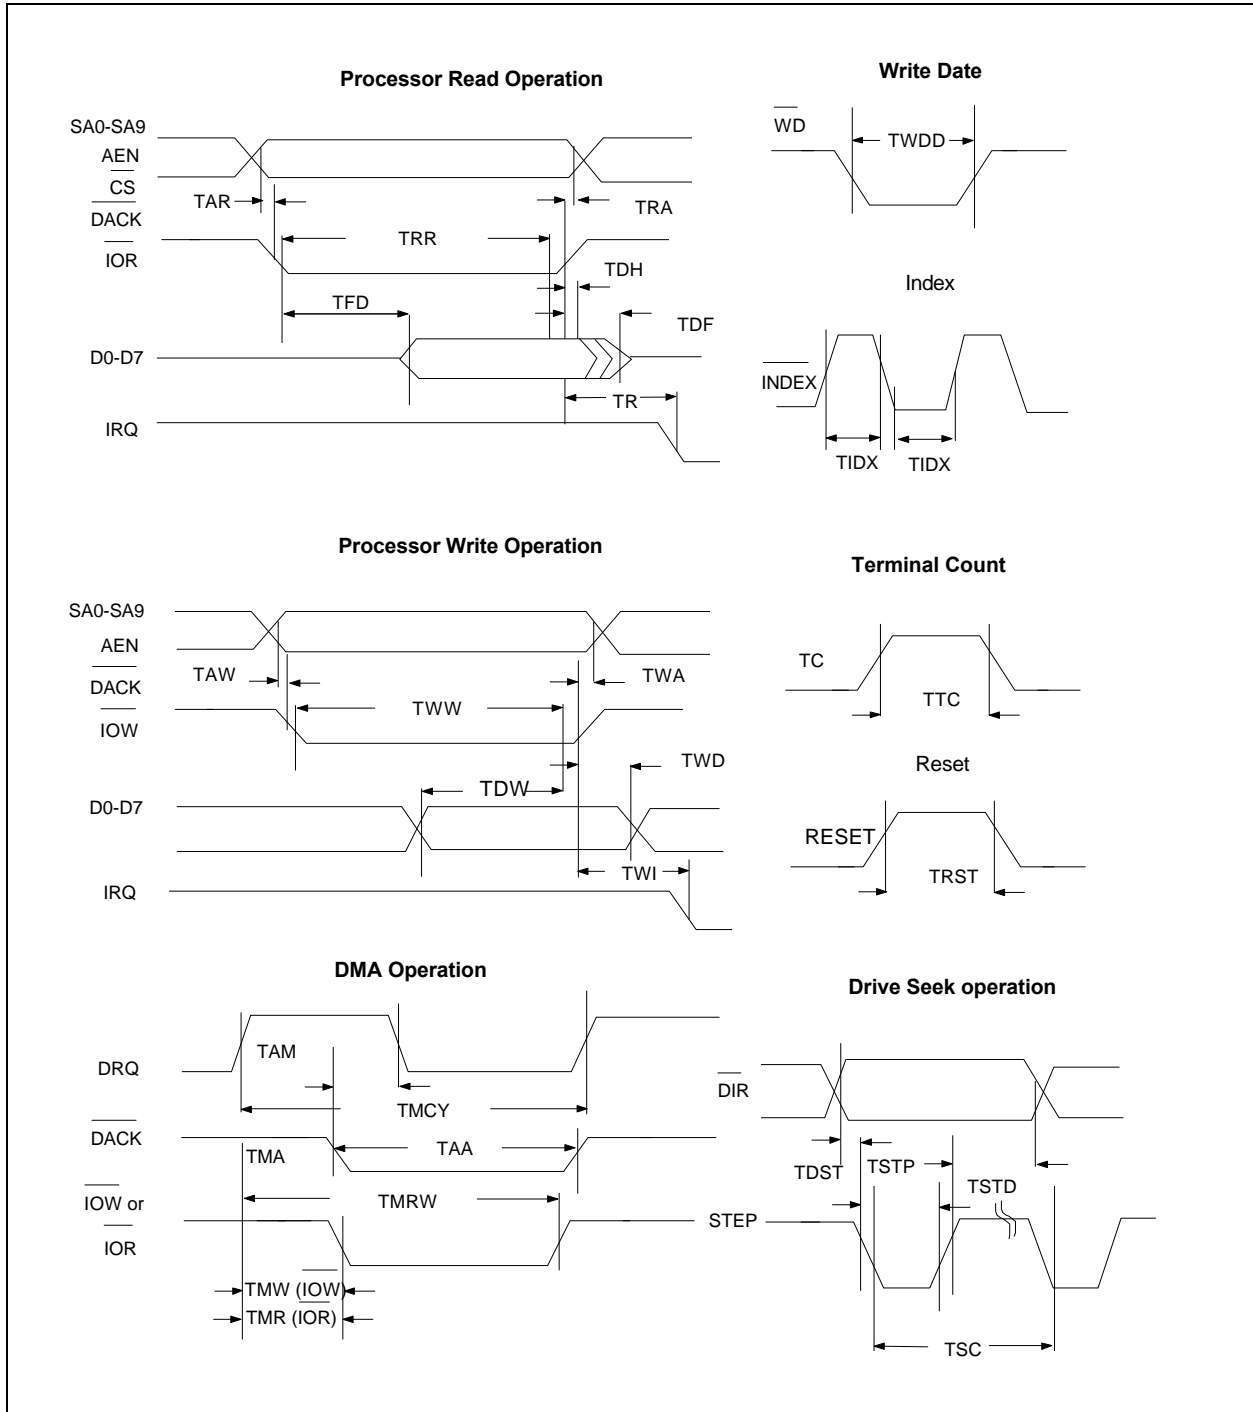 Processor Read Operation
SA0-SA9
AEN
CS
DACK
IOR
TAR
TRA
TRR
TDH
TFD
TDF
D0-D7
TR
IRQ
Write Date
WD
TWDD
Index
INDEX
TIDX
TIDX
Processor Write Operation
SA0-SA9
AEN
DACK
IOW
TAW
TWA
TWW
TWD
TDW
D0-D7
TWI
IRQ
Terminal Count
TC
TTC
Reset
RESET
TRST
DMA Operation
DRQ
TAM
TMCY
DACK
TMA
TAA
IOW or
IOR
TMRW
TMW (IOW)
TMR (IOR)
Drive Seek operation
DIR
TDST
TSTP
TSTD
STEP
TSC